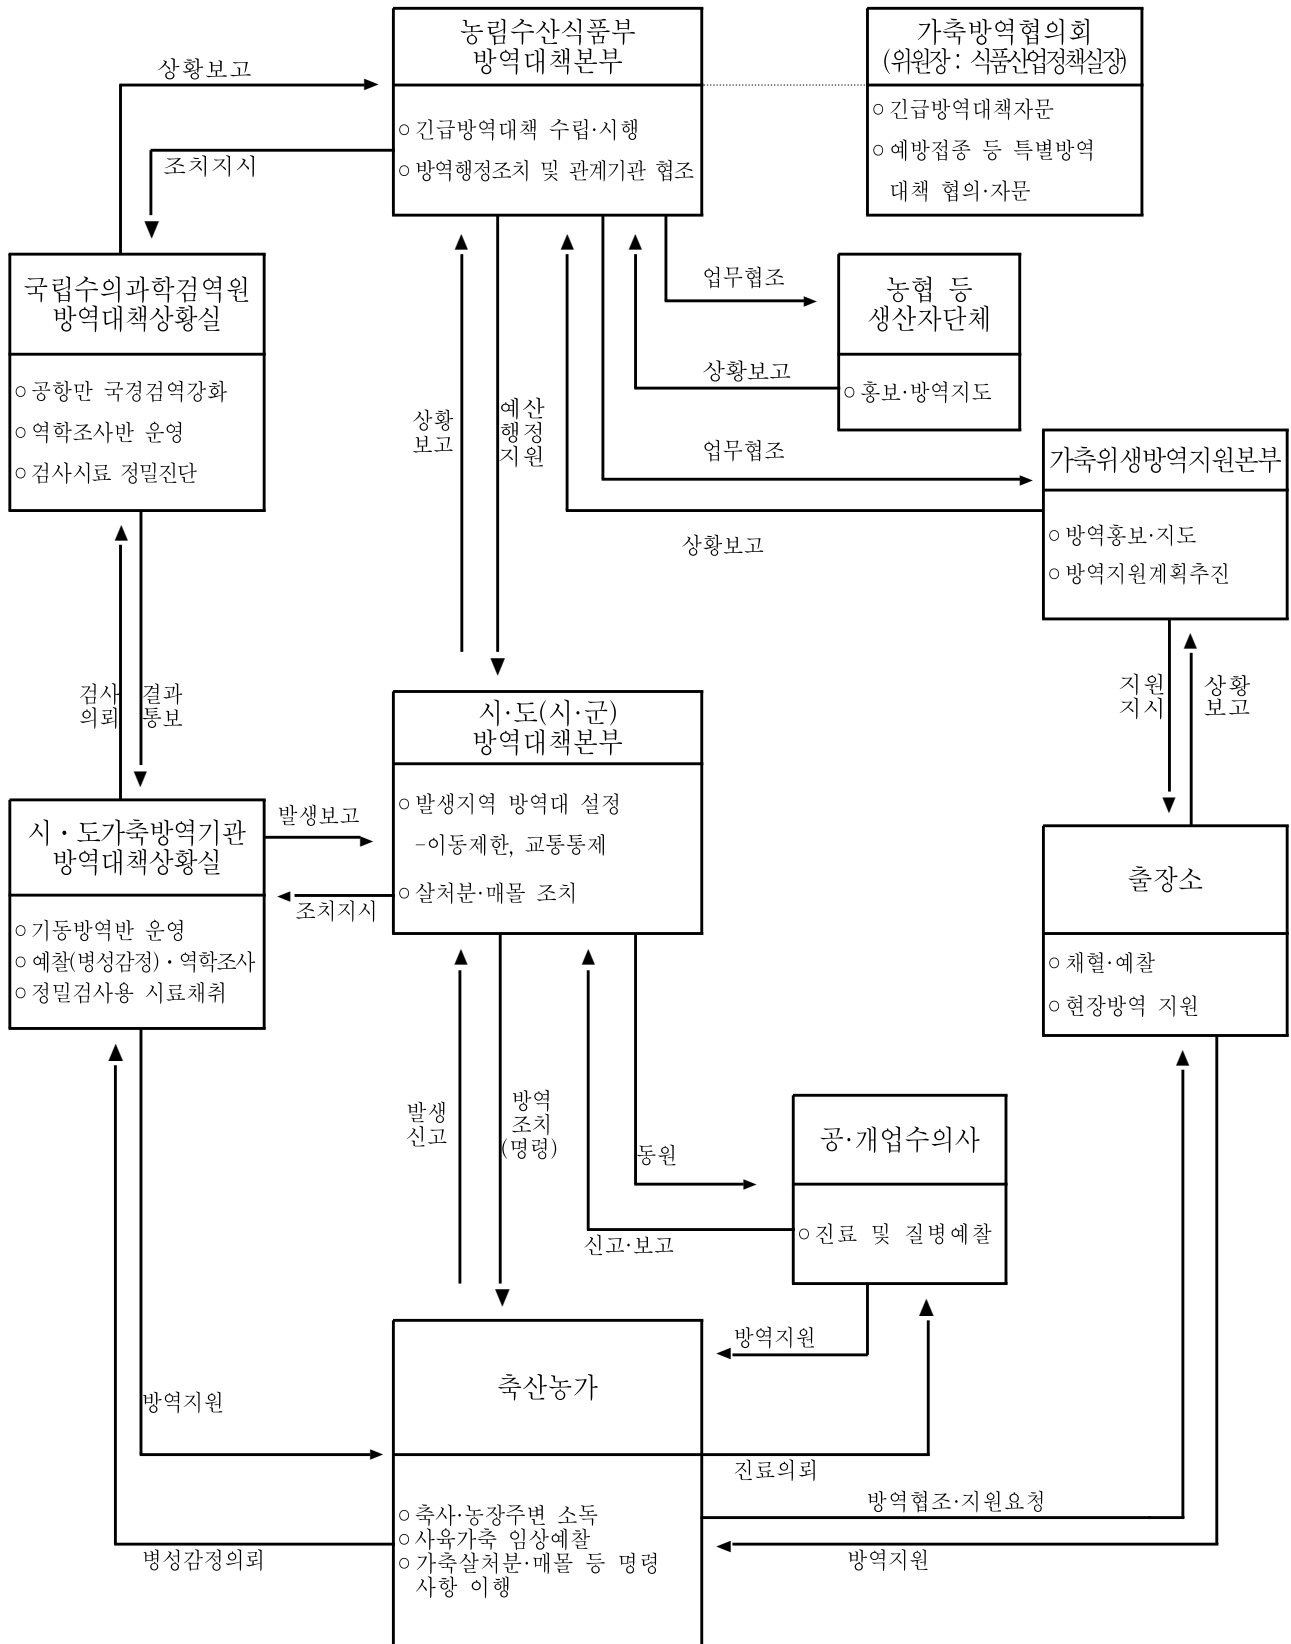 농림수산식품부
방역대책본부
○ 긴급방역대책 수립·시행
○ 방역행정조치 및 관계기관 협조
가축방역협의회
(위원장 : 식품산업정책실장)
○ 긴급방역대책자문
○ 예방접종 등 특별방역
대책 협의·자문
상황보고
조치지시
국립수의과학검역원
방역대책상황실
○ 공항만 국경검역강화
○ 역학조사반 운영
○ 검사시료 정밀진단
업무협조
농협 등
생산자단체
○ 홍보·방역지도
상황보고
상황
보고
예산
행정
지원
업무협조
상황보고
가축위생방역지원본부
○ 방역홍보·지도
○ 방역지원계획추진
검사
의뢰
결과
통보
지원
지시
상황
보고
시·도(시·군)
방역대책본부
○ 발생지역 방역대 설정
-이동제한, 교통통제
○ 살처분·매몰 조치
발생보고
조치지시
시·도가축방역기관
방역대책상황실
○ 기동방역반 운영
○ 예찰(병성감정)·역학조사
○ 정밀검사용 시료채취
출장소
○ 채혈·예찰
○ 현장방역 지원
발생
신고
방역
조치
(명령)
동원
신고·보고
공·개업수의사
○ 진료 및 질병예찰
방역지원
방역지원
축산농가
○ 축사·농장주변 소독
○ 사육가축 임상예찰
○ 가축살처분·매몰 등 명령
사항 이행
진료의뢰
방역협조·지원요청
병성감정의뢰
방역지원